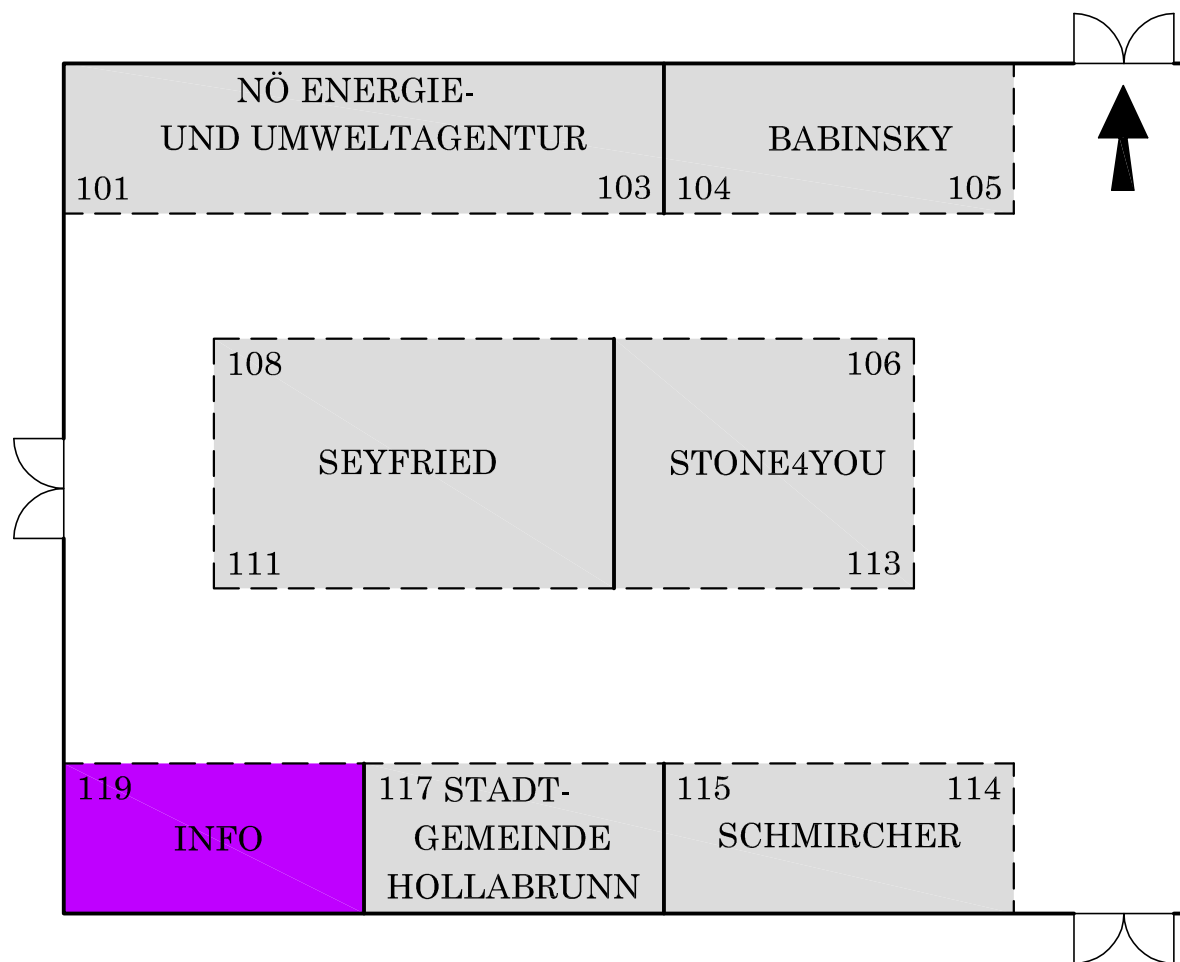 NÖ ENERGIE-
UND UMWELTAGENTUR
101
103
BABINSKY
104
105
108
SEYFRIED
111
106
STONE4YOU
113
119
INFO
117 STADT-
GEMEINDE
HOLLABRUNN
115
114
SCHMIRCHER